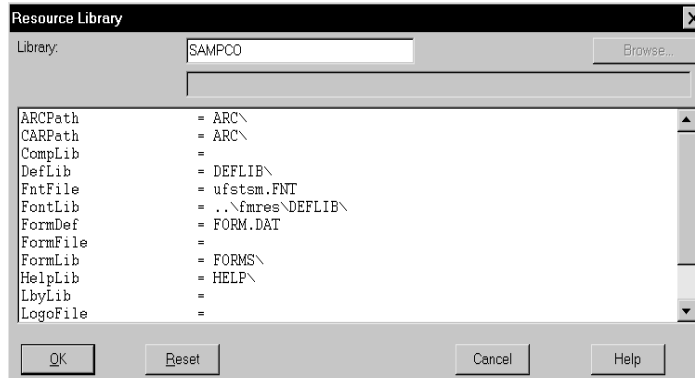 Resource Library
Library: SAMPCO Browse...
ARCPath = ARC\
CARPath = ARC\
CompLib =
DefLib = DEFLIB\
FntFile = ufstsm.FNT
FontLib = ..\fmres\DEFLIB\
FormDef = FORM.DAT
FormFile =
FormLib = FORMS\
HelpLib = HELP\
LbyLib =
LogoFile =
OK Reset Cancel Help